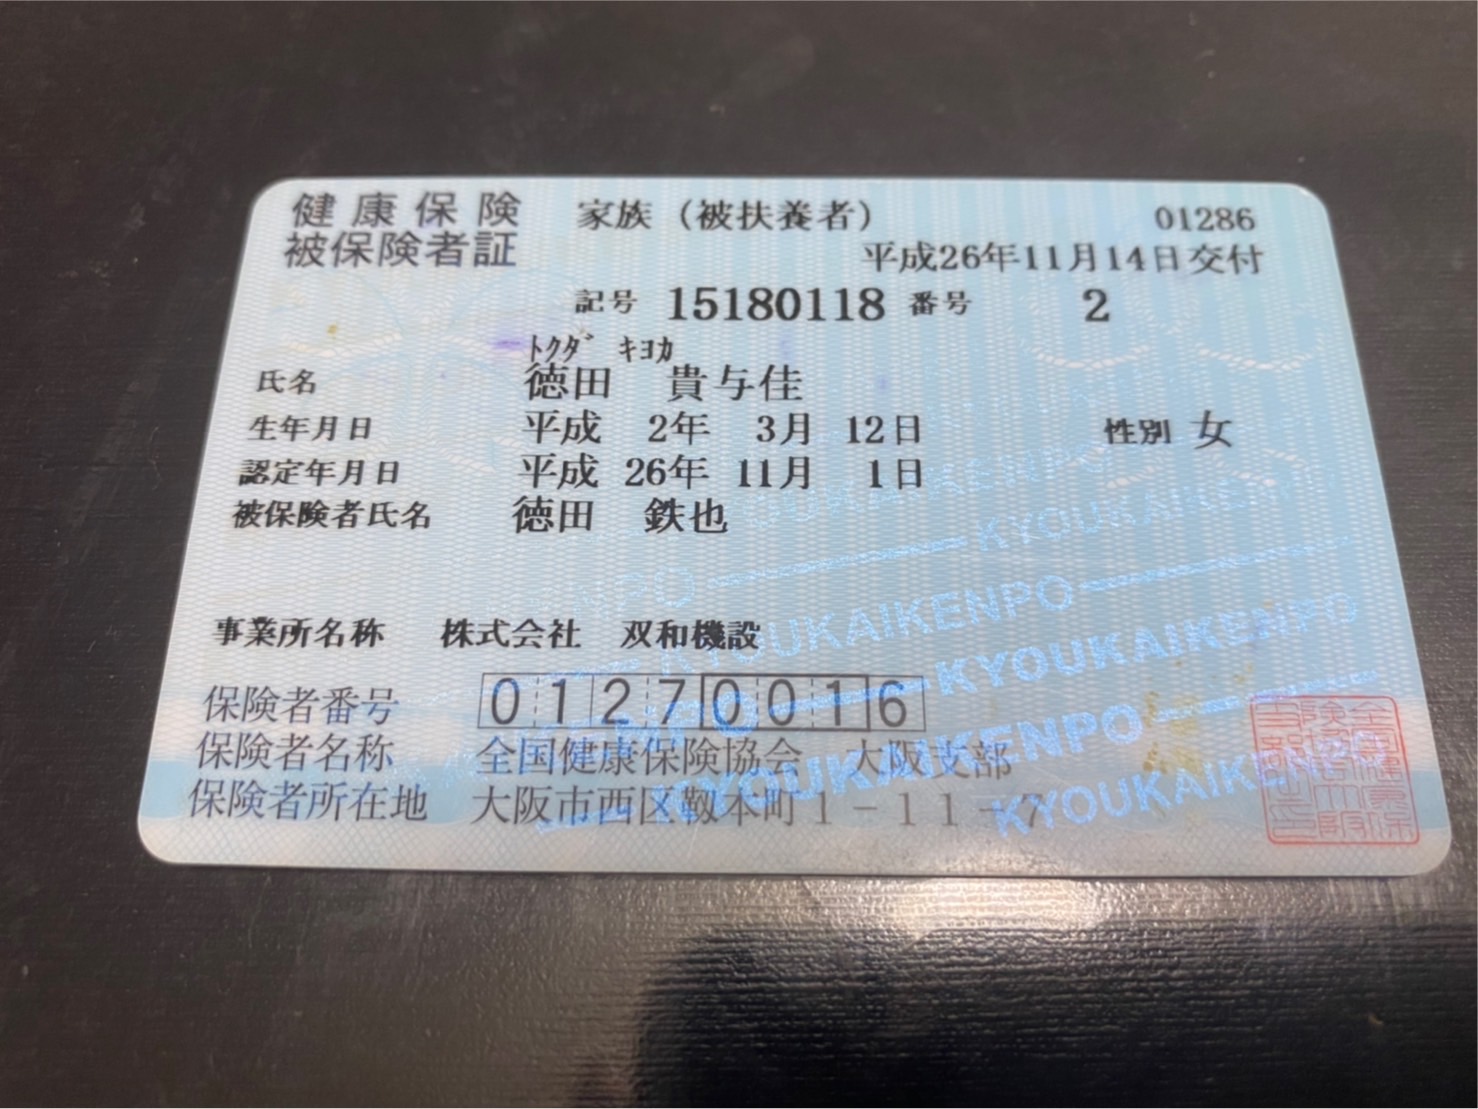 健康保険 家族（被扶養者） 01286
被保険者証 平成26年11月14日交付
記号 15180118 番号 2
ﾄｸﾀﾞ ｷﾖｶ
氏名 徳田 貴与佳
生年月日 平成 2年 3月 12日 性別 女
認定年月日 平成 26年 11月 1日
被保険者氏名 徳田 鉄也
事業所名称 株式会社 双和機設
保険者番号 01270016
保険者名称 全国健康保険協会 大阪支部
保険者所在地 大阪市西区靱本町1-11-7
KYOUKAIKENPO
KYOUKAIKENPO
KYOUKAIKENPO
KYOUKAIKENPO
KYOUKAIKENPO